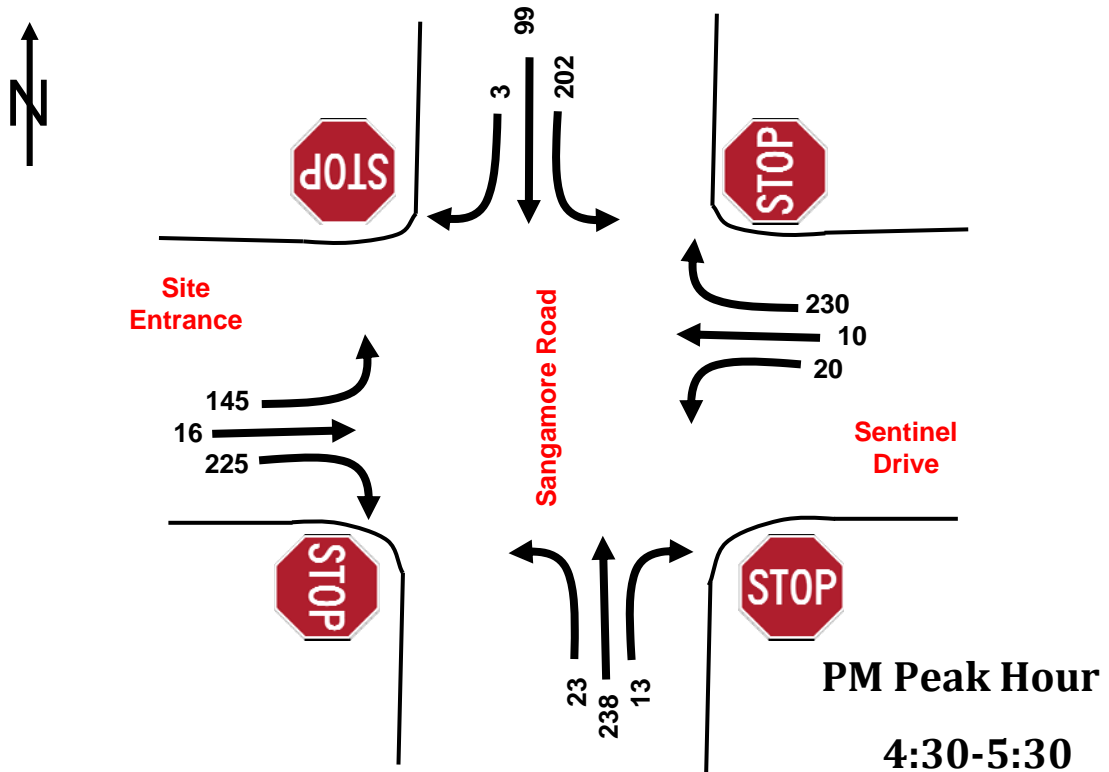 N
99
3
202
STOP
STOP
Site
Entrance
230
10
20
Sangamore Road
145
16
225
Sentinel
Drive
STOP
STOP
23
238
13
PM Peak Hour
4:30-5:30